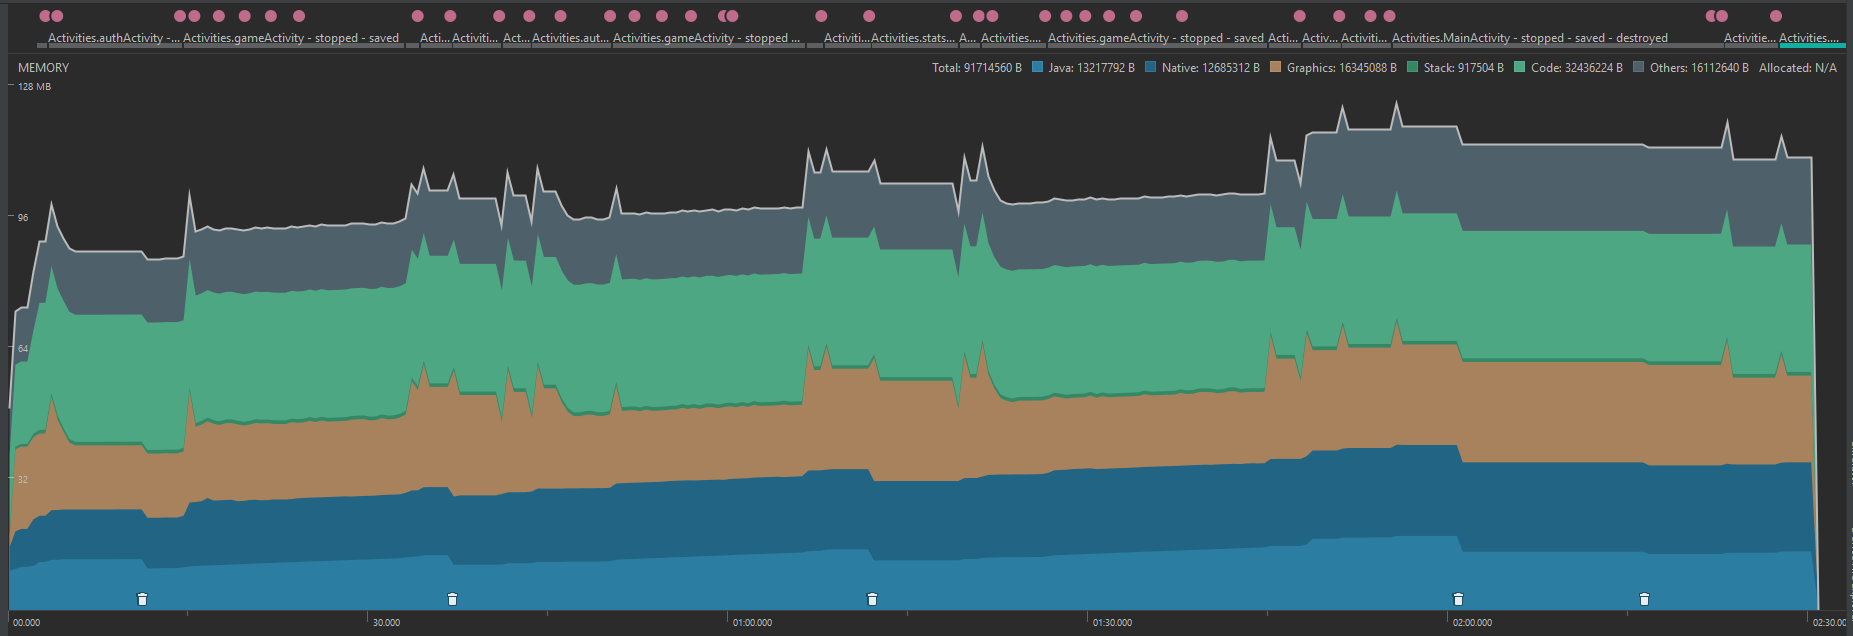 Activities.authActivity -... Activities.gameActivity - stopped - saved Acti... Activiti... Act... Activities.aut... Activities.gameActivity - stopped ... Activiti... Activities.stats... A... Activities.... Activities.gameActivity - stopped - saved Acti... Activ... Activiti... Activities.MainActivity - stopped - saved - destroyed Activitie... Activities....
MEMORY Total: 91714560 B Java: 13217792 B Native: 12685312 B Graphics: 16345088 B Stack: 917504 B Code: 32436224 B Others: 16112640 B Allocated: N/A
128 MB
96
64
32
00.000 30.000 01:00.000 01:30.000 02:00.000 02:30.00